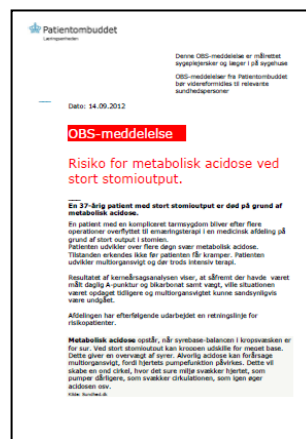 Patientombuddet
Læringsenheden
Denne OBS-meddelelse er målrettet
sygeplejersker og læger i på sygehuse
OBS-meddelelser fra Patientombuddet
bør videreformidles til relevante
sundhedspersoner
Dato: 14.09.2012
OBS-meddelelse
Risiko for metabolisk acidose ved
stort stomioutput.
En 37-årig patient med stort stomioutput er død på grund af
metabolisk acidose.
En patient med en kompliceret tarmsygdom bliver efter flere
operationer overflyttet til ernæringsterapi i en medicinsk afdeling på
grund af stort output i stomien.
Patienten udvikler over flere døgn svær metabolisk acidose.
Tilstanden erkendes ikke før patienten får kramper. Patienten
udvikler multiorgansvigt og dør trods intensiv terapi.
Resultatet af kerneårsagsanalysen viser, at såfremt der havde været
målt daglig A-punktur og bikarbonat samt vægt, ville situationen
været opdaget tidligere og multiorgansvigtet kunne sandsynligvis
være undgået.
Afdelingen har efterfølgende udarbejdet en retningslinje for
risikopatienter.
Metabolisk acidose opstår, når syrebase-balancen i kropsvæsken er
for sur. Ved stort stomioutput kan kroppen udskille for meget base.
Dette giver en overvægt af syrer. Alvorlig acidose kan forårsage
multiorgansvigt, fordi hjertets pumpefunktion påvirkes. Dette vil
skabe en ond cirkel, hvor det sure miljø svækker hjertet, som
pumper dårligere, som svækker cirkulationen, som igen øger
acidosen osv.
Kilde: Sundhed.dk